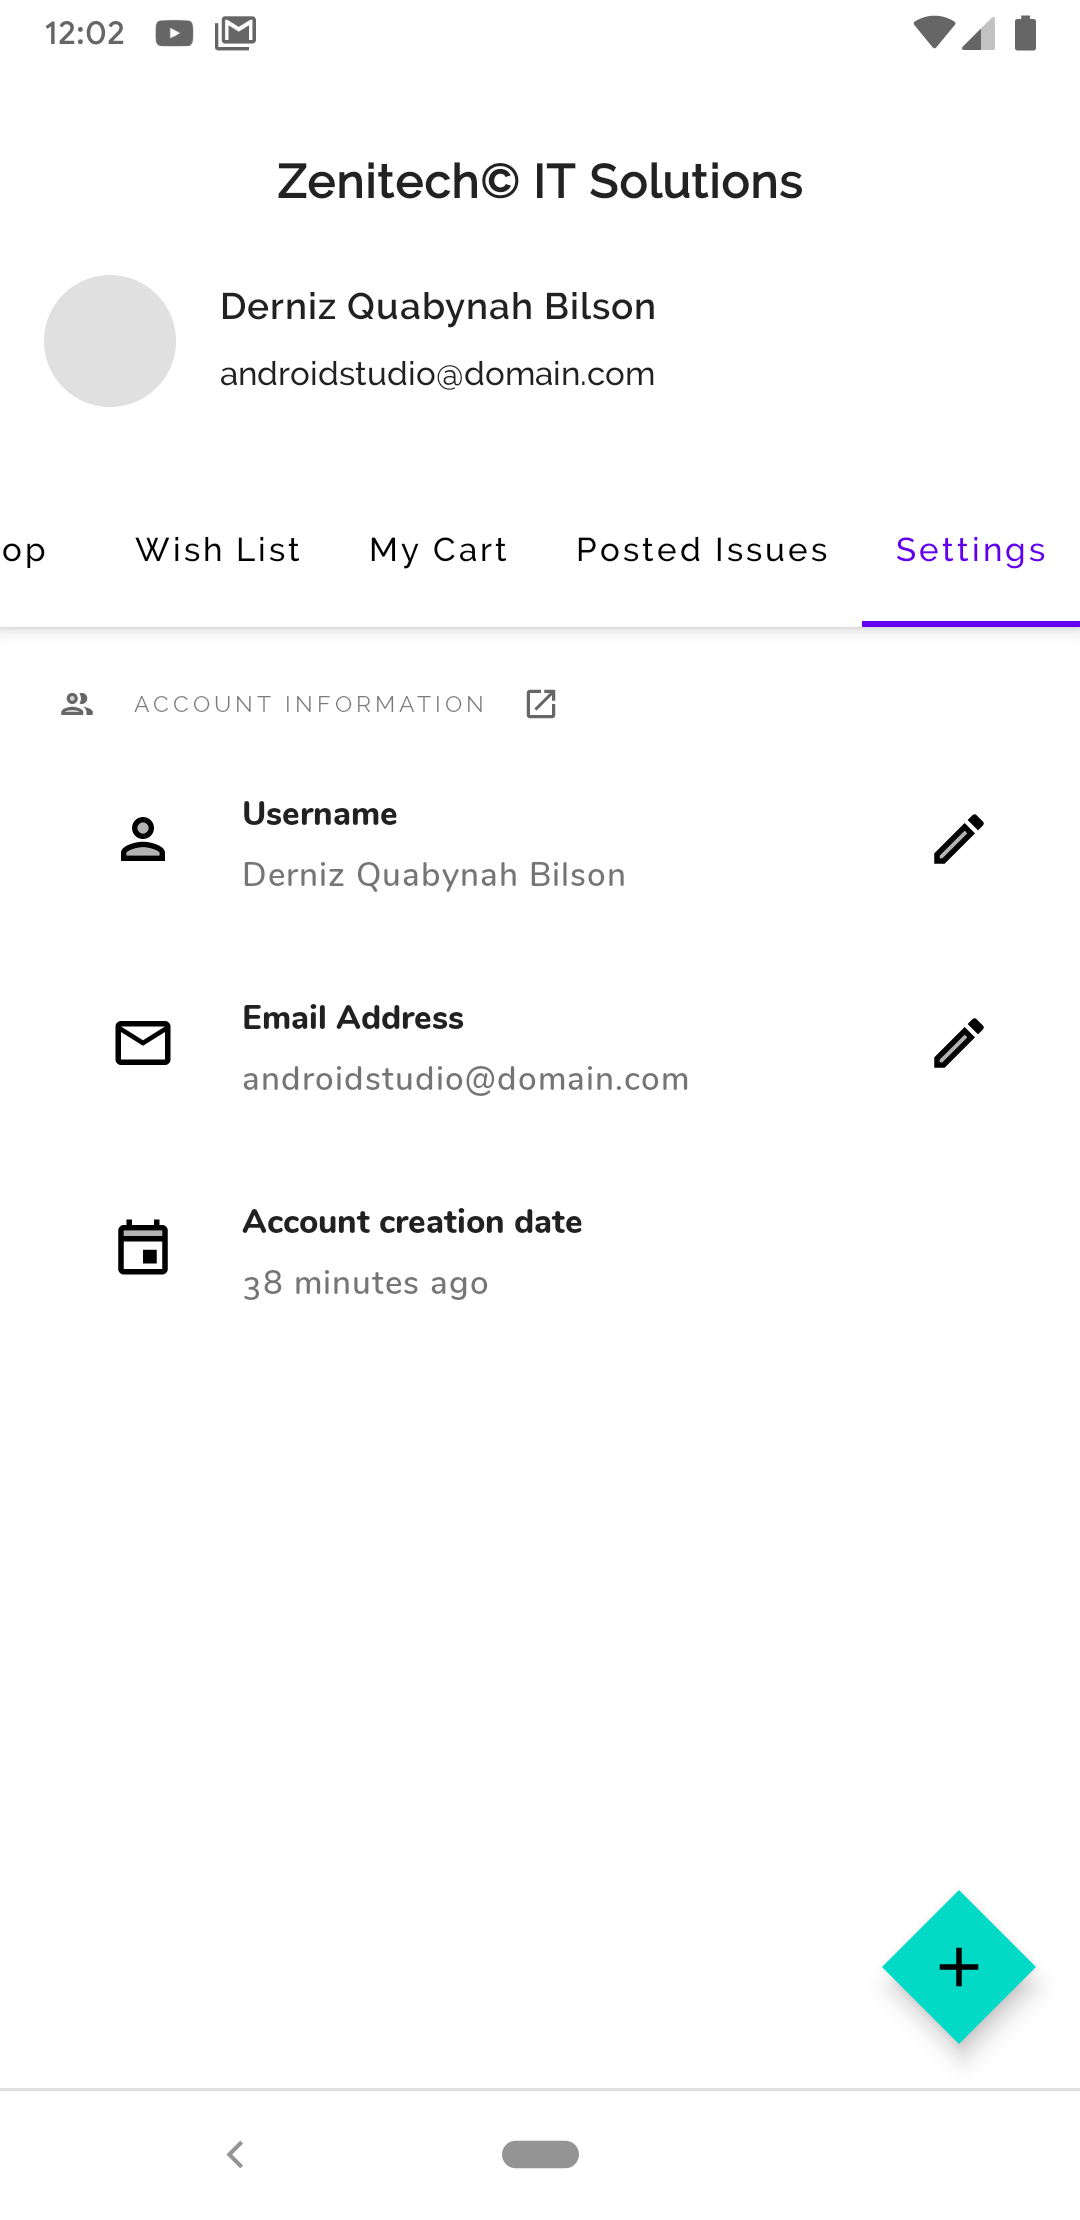 12:02
Zenitech© IT Solutions
Derniz Quabynah Bilson
androidstudio@domain.com
op Wish List My Cart Posted Issues Settings
ACCOUNT INFORMATION
Username
Derniz Quabynah Bilson
Email Address
androidstudio@domain.com
Account creation date
38 minutes ago